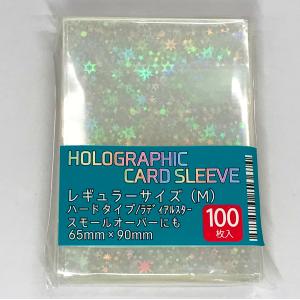 HOLOGRAPHIC
CARD SLEEVE
レギュラーサイズ（M）
ハードタイプ/ﾗﾃﾞｨｱﾙｽﾀｰ
スモールオーバーにも
65mm×90mm
100
枚入